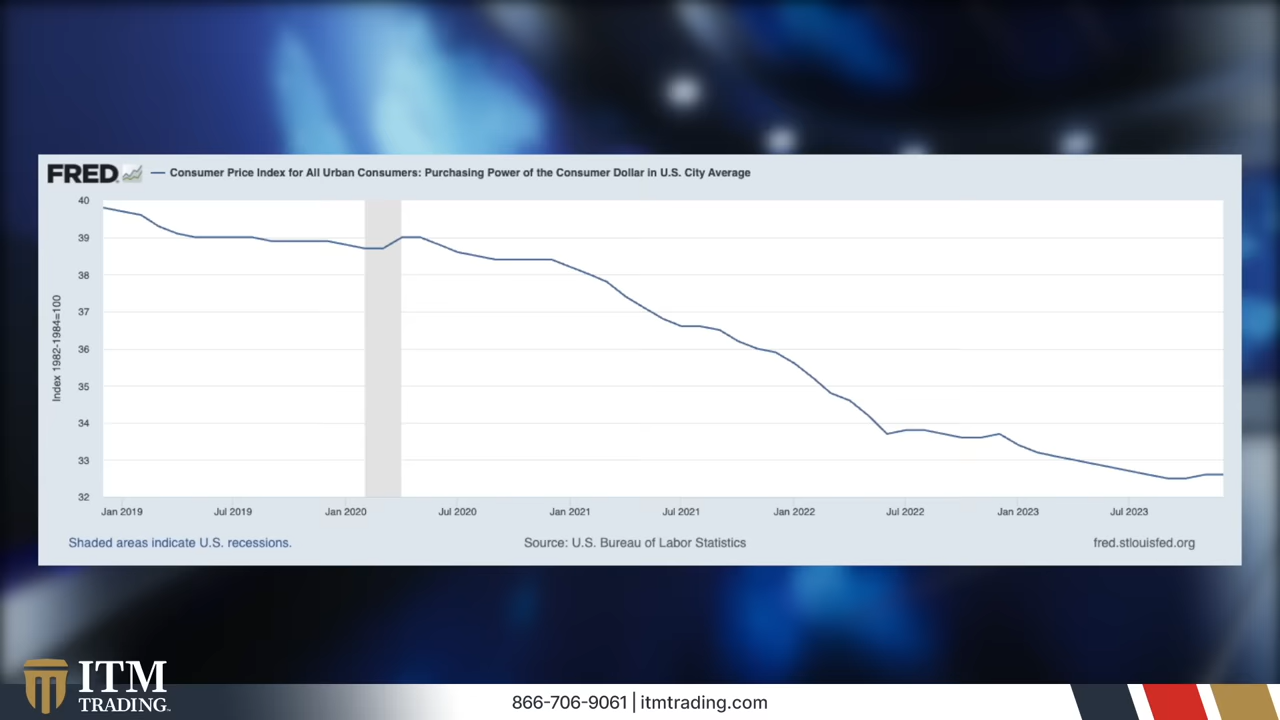 FRED
Consumer Price Index for All Urban Consumers: Purchasing Power of the Consumer Dollar in U.S. City Average
Index 1982-1984=100
40
39
38
37
36
35
34
33
32
Jan 2019 Jul 2019 Jan 2020 Jul 2020 Jan 2021 Jul 2021 Jan 2022 Jul 2022 Jan 2023 Jul 2023
Shaded areas indicate U.S. recessions. Source: U.S. Bureau of Labor Statistics fred.stlouisfed.org
ITM
TRADING™
866-706-9061 | itmtrading.com